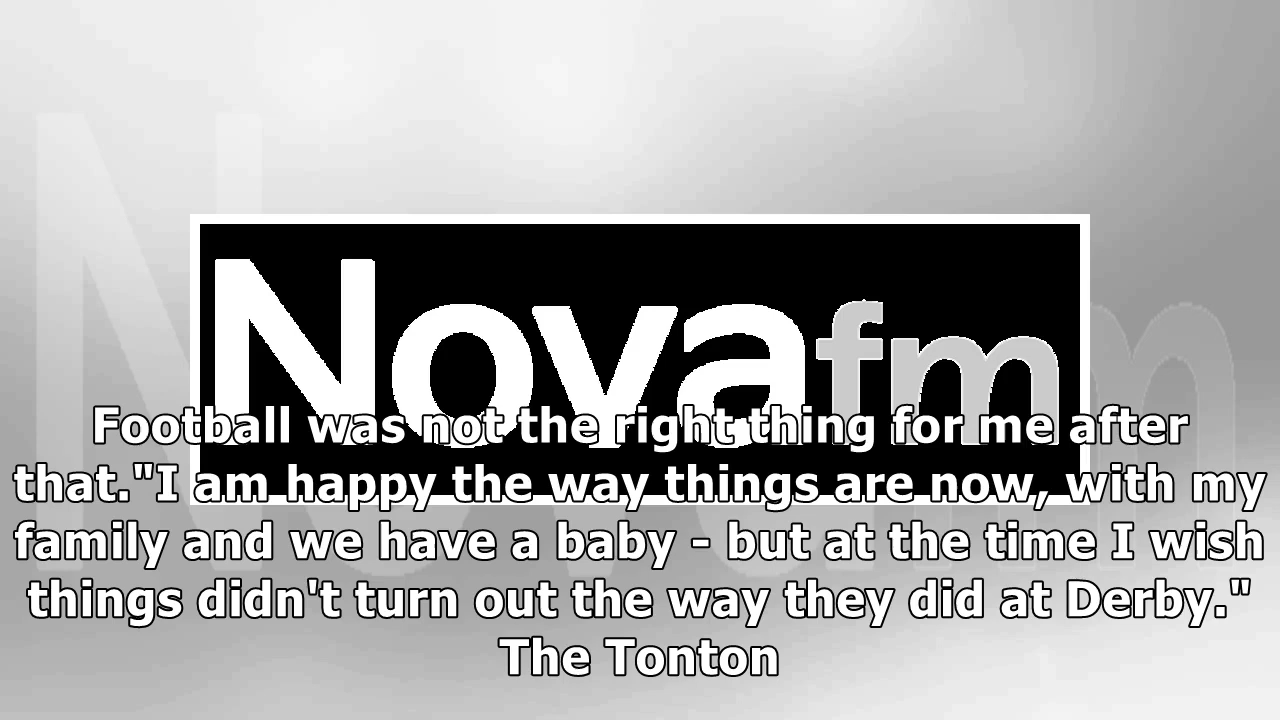 Novafm
Football was not the right thing for me after
that."I am happy the way things are now, with my
family and we have a baby - but at the time I wish
things didn't turn out the way they did at Derby."
The Tonton